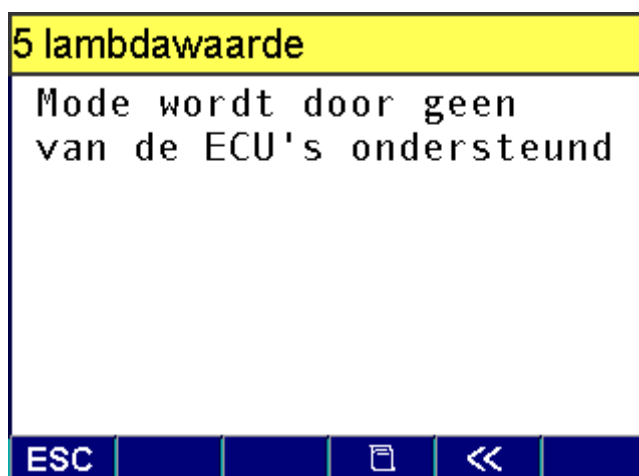 5 lambdawaarde
Mode wordt door geen
van de ECU's ondersteund
ESC <<